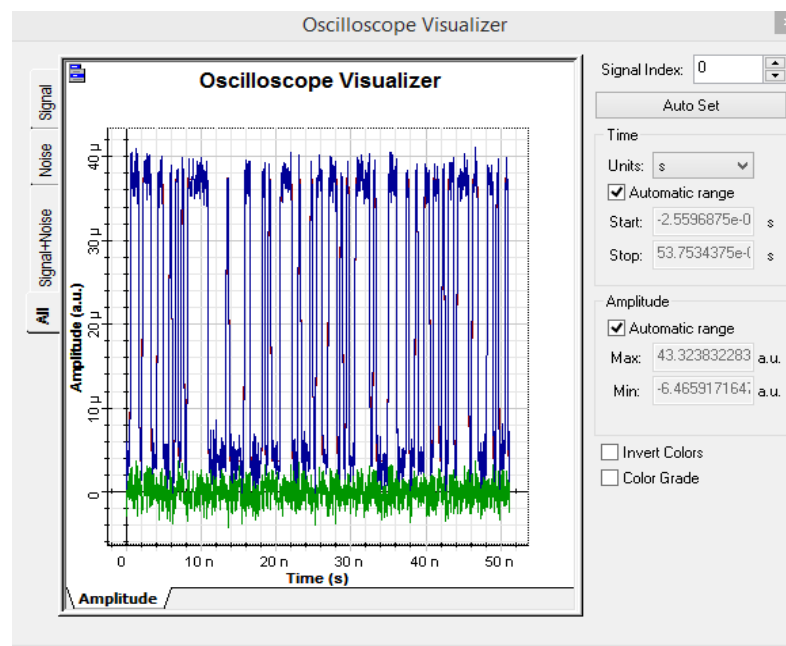 Oscilloscope Visualizer
Signal
Noise
Signal+Noise
All
Oscilloscope Visualizer
Amplitude (a.u.)
40 µ
30 µ
20 µ
10 µ
0
0
10 n
20 n
30 n
40 n
50 n
Time (s)
Amplitude
Signal Index: 0
Auto Set
Time
Units: s
Automatic range
Start: -2.5596875e-0 s
Stop: 53.7534375e-( s
Amplitude
Automatic range
Max: 43.323832283 a.u.
Min: -6.4659171647 a.u.
Invert Colors
Color Grade